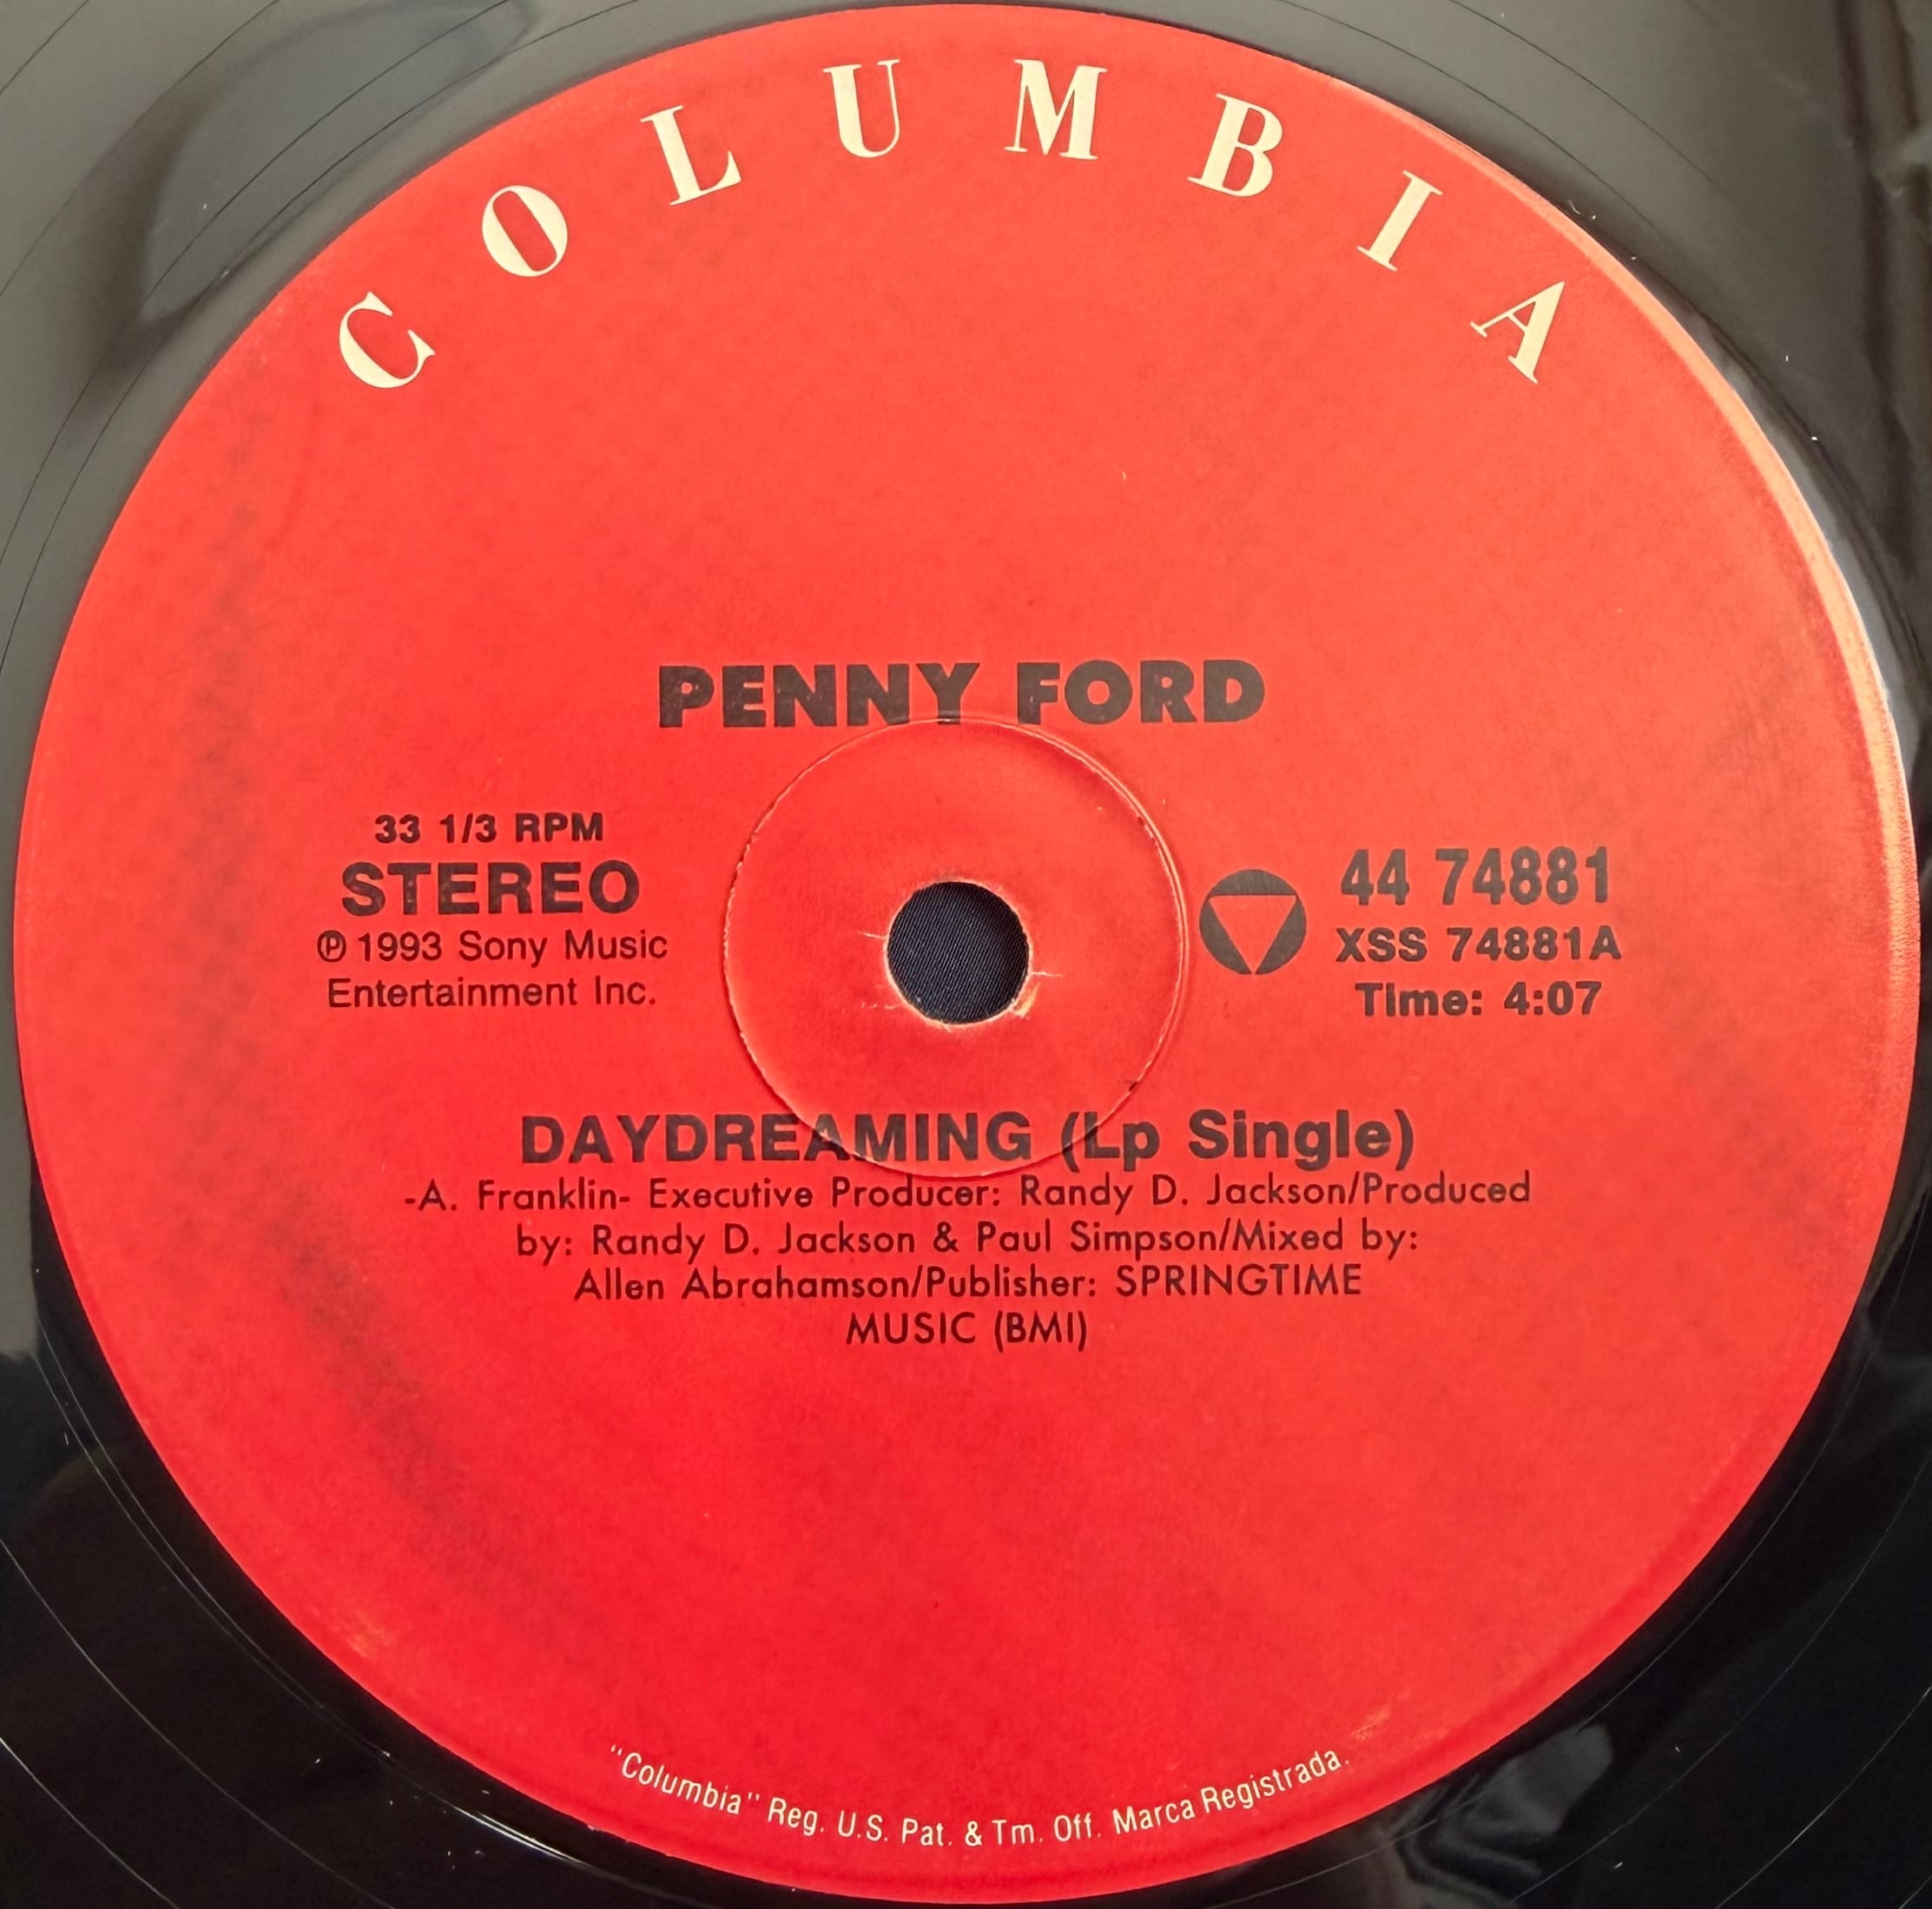 COLUMBIA
PENNY FORD
33 1/3 RPM
STEREO
℗ 1993 Sony Music
Entertainment Inc.
44 74881
XSS 74881A
Time: 4:07
DAYDREAMING (Lp Single)
-A. Franklin- Executive Producer: Randy D. Jackson/Produced
by: Randy D. Jackson & Paul Simpson/Mixed by:
Allen Abrahamson/Publisher: SPRINGTIME
MUSIC (BMI)
"Columbia" Reg. U.S. Pat. & Tm. Off. Marca Registrada.